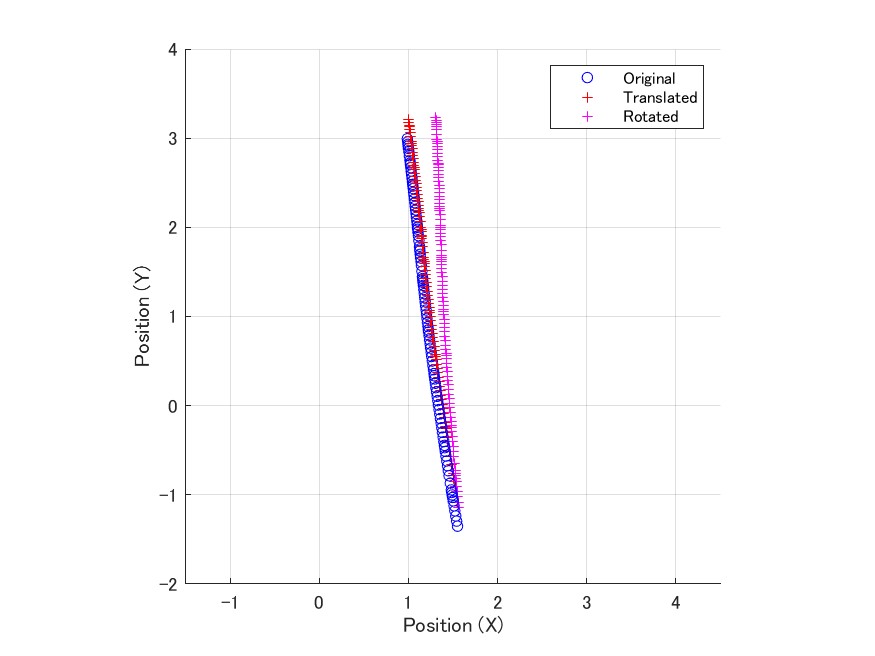 4
3
2
1
0
−1
−2
Position (Y)
−1
0
1
2
3
4
Position (X)
Original
Translated
Rotated